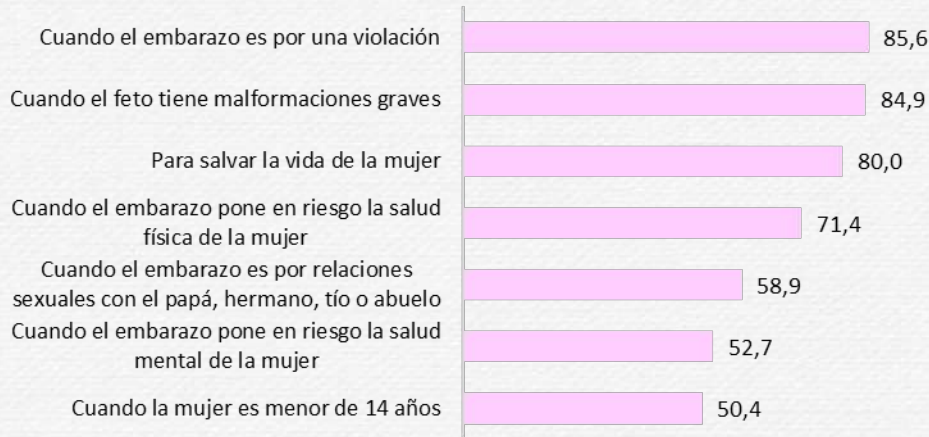 Cuando el embarazo es por una violación 85,6
Cuando el feto tiene malformaciones graves 84,9
Para salvar la vida de la mujer 80,0
Cuando el embarazo pone en riesgo la salud
física de la mujer 71,4
Cuando el embarazo es por relaciones
sexuales con el papá, hermano, tío o abuelo 58,9
Cuando el embarazo pone en riesgo la salud
mental de la mujer 52,7
Cuando la mujer es menor de 14 años 50,4